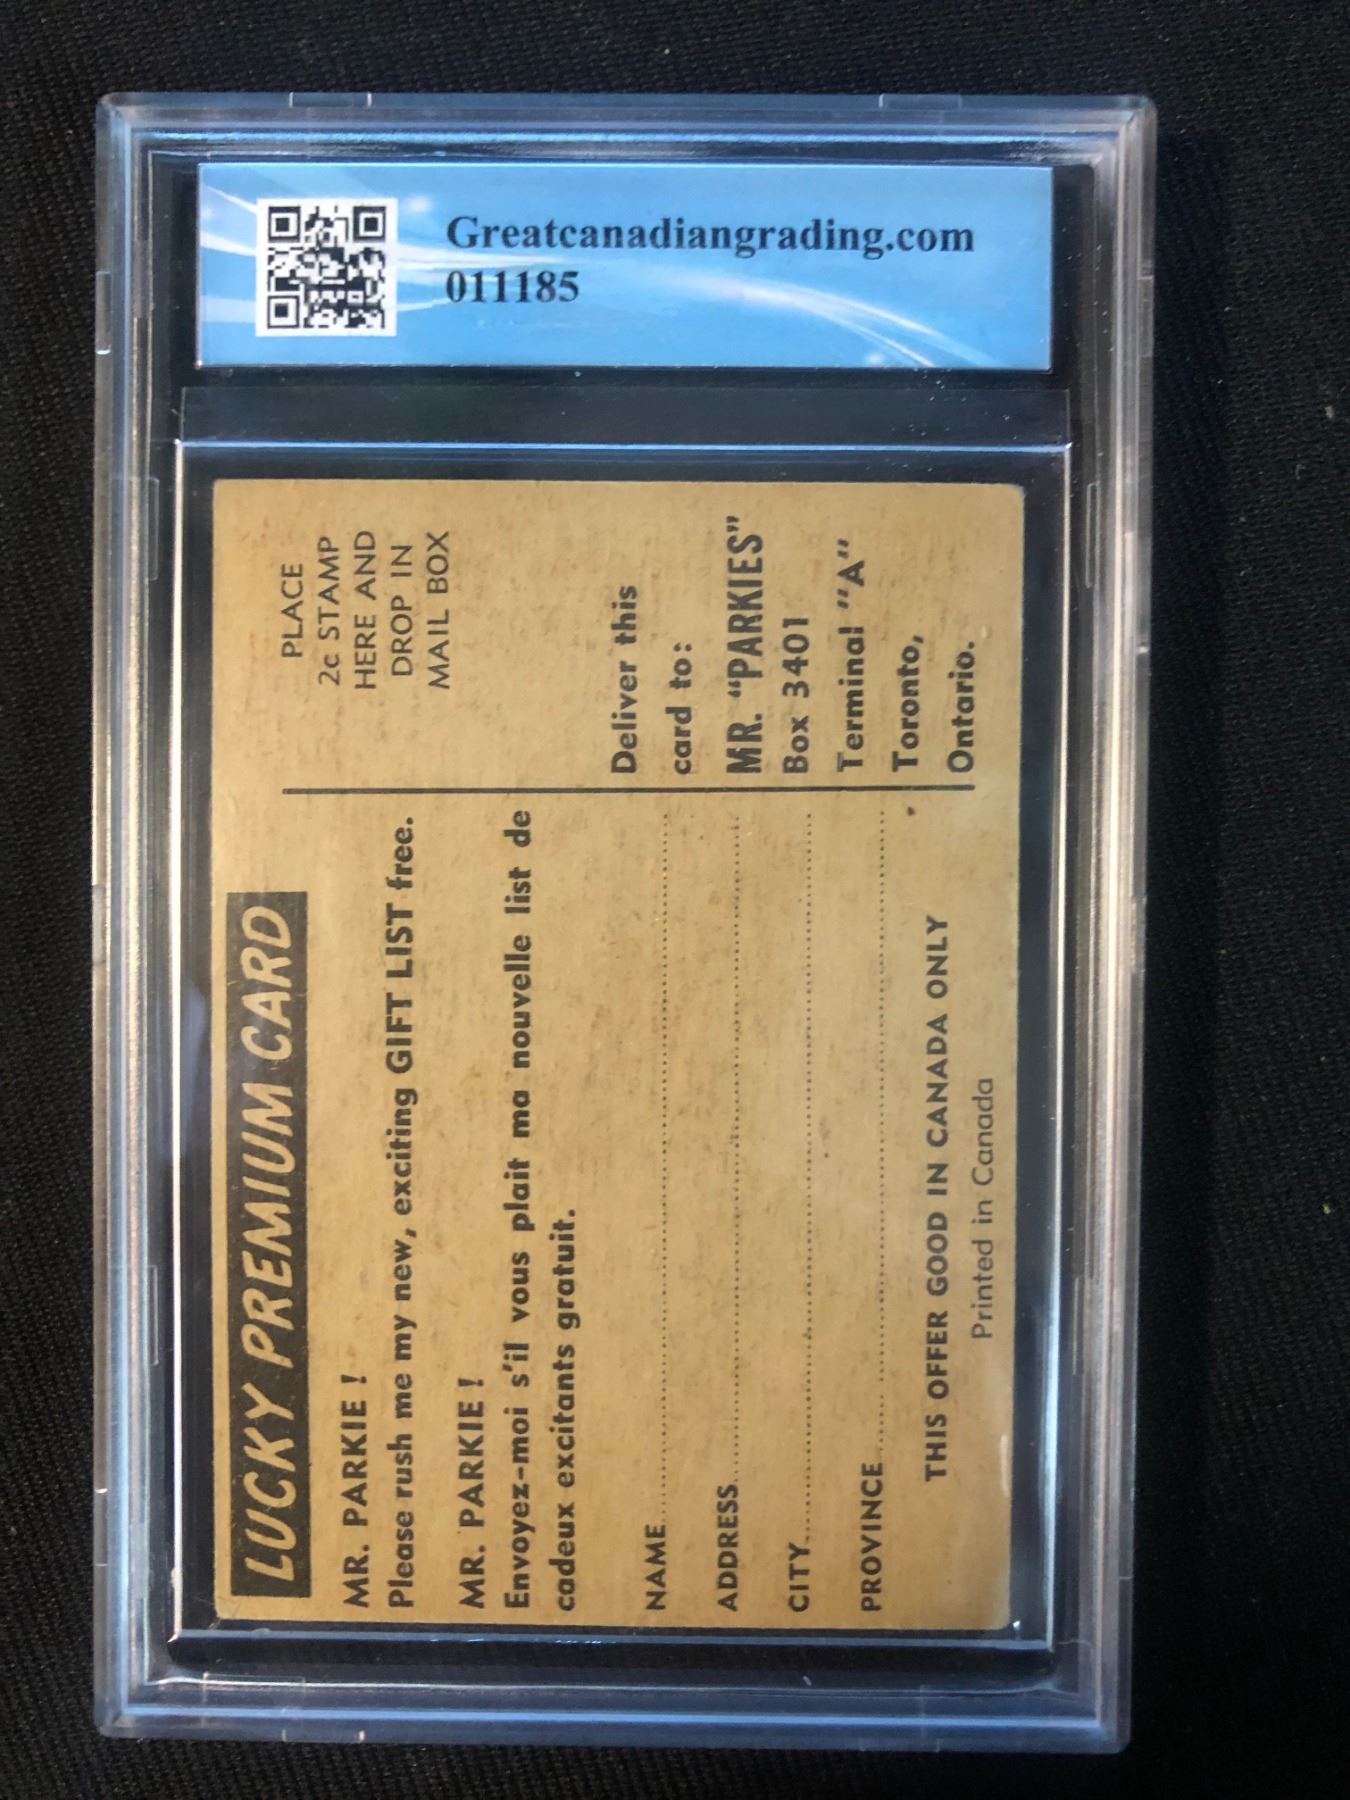 Greatcanadiangrading.com
011185
LUCKY PREMIUM CARD
MR. PARKIE !
Please rush me my new, exciting GIFT LIST free.
MR. PARKIE !
Envoyez-moi s'il vous plait ma nouvelle list de
cadeux excitants gratuit.
NAME
ADDRESS
CITY
PROVINCE
THIS OFFER GOOD IN CANADA ONLY
Printed in Canada
PLACE
2c STAMP
HERE AND
DROP IN
MAIL BOX
Deliver this
card to:
MR. "PARKIES"
Box 3401
Terminal "A"
Toronto,
Ontario.